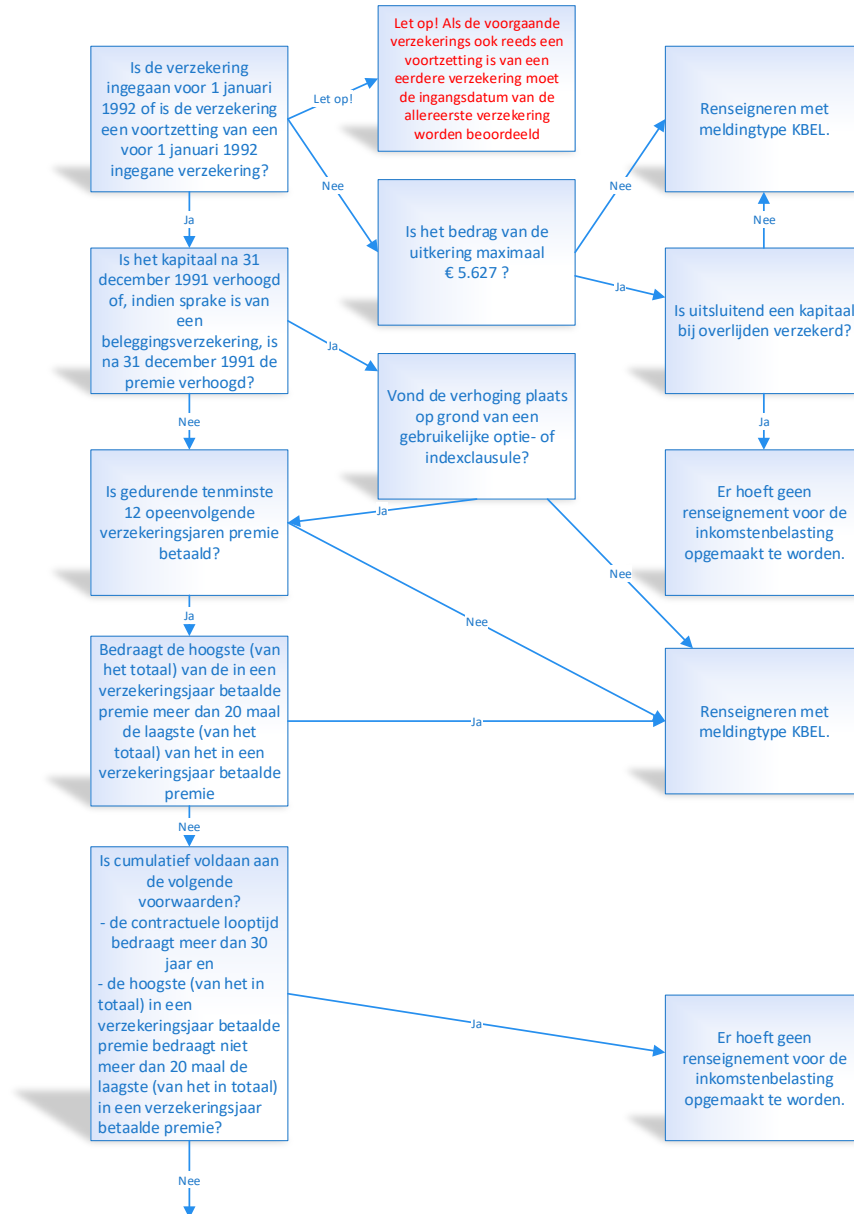 Is de verzekering
ingegaan voor 1 januari
1992 of is de verzekering
een voortzetting van een
voor 1 januari 1992
ingegane verzekering?
Let op!
Let op! Als de voorgaande
verzekerings ook reeds een
voortzetting is van een
eerdere verzekering moet
de ingangsdatum van de
allereerste verzekering
worden beoordeeld
Renseigneren met
meldingtype KBEL.
Nee
Nee
Ja
Is het bedrag van de
uitkering maximaal
€ 5.627 ?
Nee
Ja
Is uitsluitend een kapitaal
bij overlijden verzekerd?
Is het kapitaal na 31
december 1991 verhoogd
of, indien sprake is van
een
beleggingsverzekering, is
na 31 december 1991 de
premie verhoogd?
Ja
Nee
Vond de verhoging plaats
op grond van een
gebruikelijke optie- of
indexclausule?
Ja
Is gedurende tenminste
12 opeenvolgende
verzekeringsjaren premie
betaald?
Ja
Er hoeft geen
renseignement voor de
inkomstenbelasting
opgemaakt te worden.
Nee
Nee
Ja
Bedraagt de hoogste (van
het totaal) van de in een
verzekeringsjaar betaalde
premie meer dan 20 maal
de laagste (van het
totaal) van het in een
verzekeringsjaar betaalde
premie
Ja
Renseigneren met
meldingtype KBEL.
Nee
Is cumulatief voldaan aan
de volgende
voorwaarden?
- de contractuele looptijd
bedraagt meer dan 30
jaar en
- de hoogste (van het in
totaal) in een
verzekeringsjaar betaalde
premie bedraagt niet
meer dan 20 maal de
laagste (van het in totaal)
in een verzekeringsjaar
betaalde premie?
Ja
Er hoeft geen
renseignement voor de
inkomstenbelasting
opgemaakt te worden.
Nee